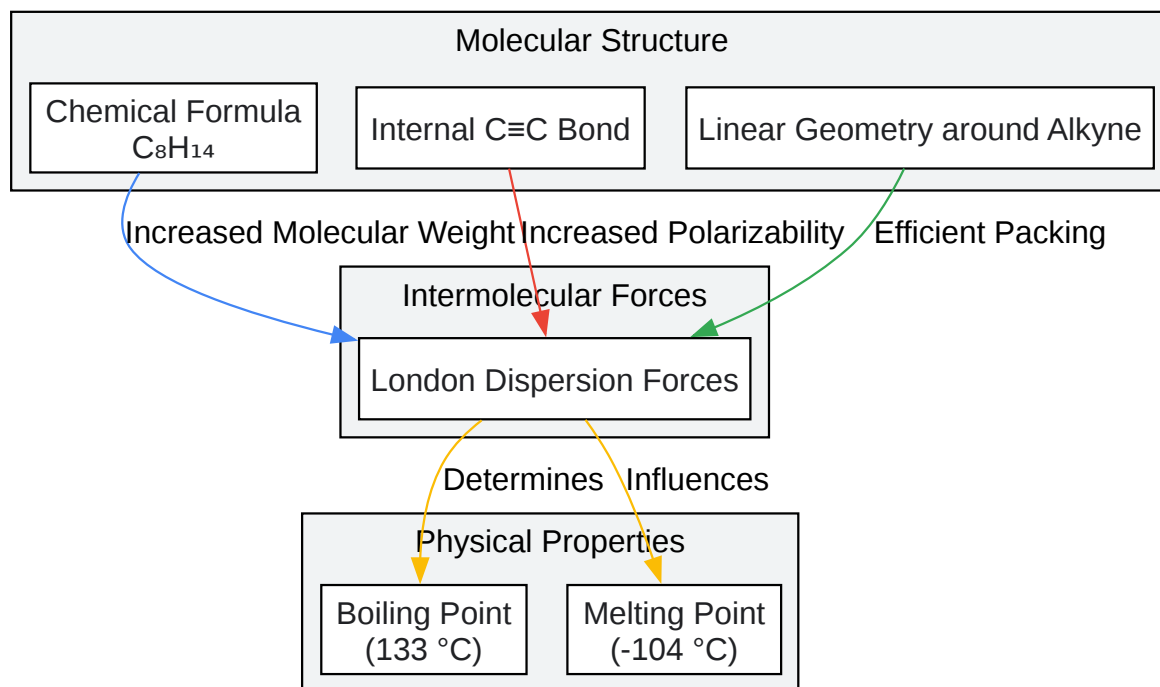 Molecular Structure
Chemical Formula
C₈H₁₄
Internal C≡C Bond
Linear Geometry around Alkyne
Increased Molecular Weight
Increased Polarizability
Efficient Packing
Intermolecular Forces
London Dispersion Forces
Determines
Influences
Physical Properties
Boiling Point
(133 °C)
Melting Point
(-104 °C)